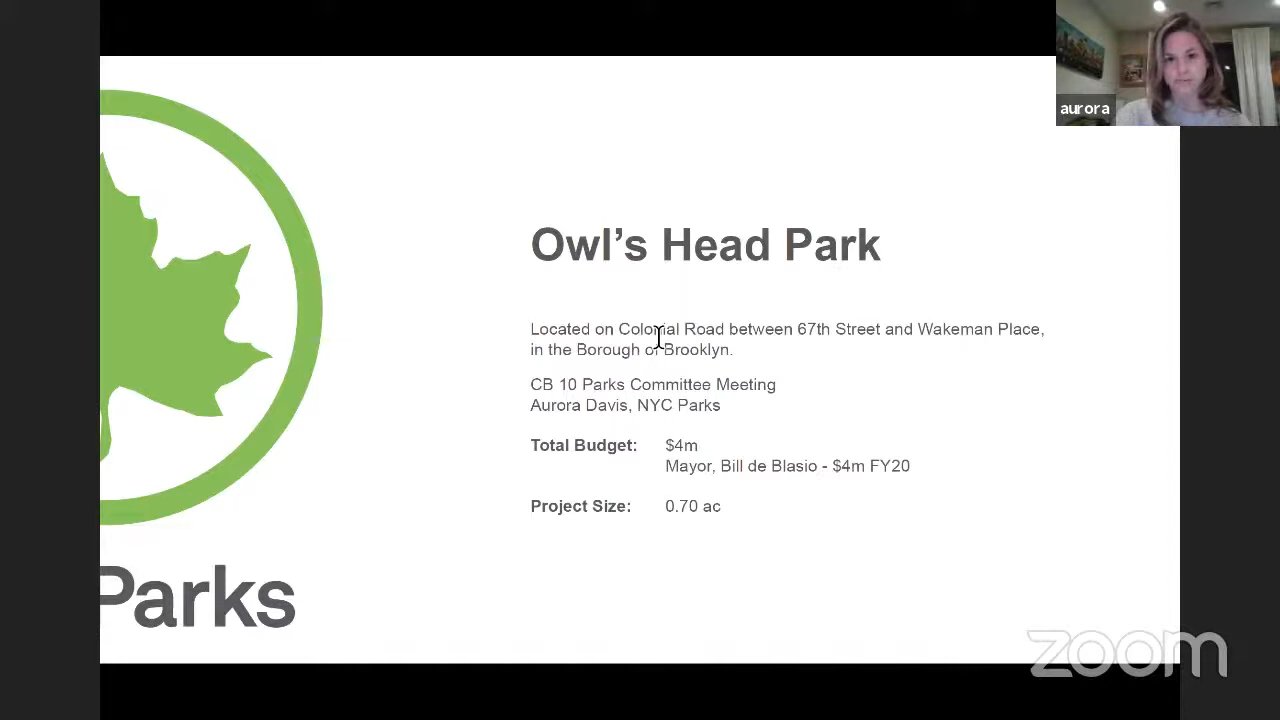 aurora
Owl's Head Park
Located on Colonial Road between 67th Street and Wakeman Place,
in the Borough of Brooklyn.
CB 10 Parks Committee Meeting
Aurora Davis, NYC Parks
Total Budget: $4m
Mayor, Bill de Blasio - $4m FY20
Project Size: 0.70 ac
Parks
zoom